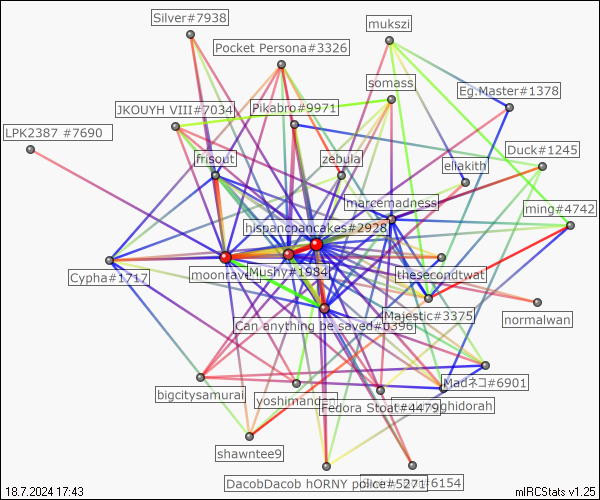 Silver#7938
mukszi
Pocket Persona#3326
somass
Eg.Master#1378
JKOUYH VIII#7034
Pikabro#9971
LPK2387 #7690
Duck#1245
frisout
zebula
eliakith
marcemadness
ming#4742
hispancpancakes#2928
Cypha#1717
moonrave
Mushy#1984
thesecondtwat
Majestic#3375
normalwan
Can anything be saved#0396
Madネコ#6901
bigcitysamurai
yoshimanden
Fedora Stoat#4479
ghidorah
shawntee9
DacobDacob hORNY police#5271
#6154
18.7.2024 17:43
mIRCStats v1.25